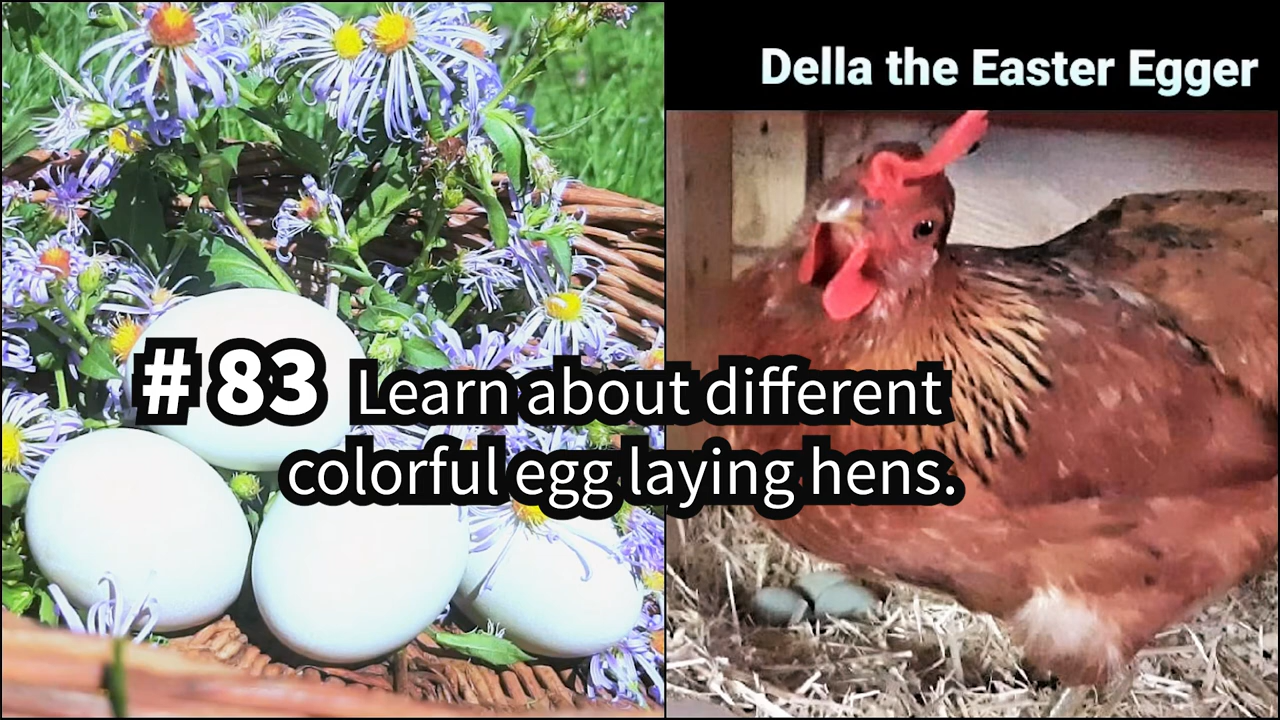 Della the Easter Egger
# 83 Learn about different
colorful egg laying hens.